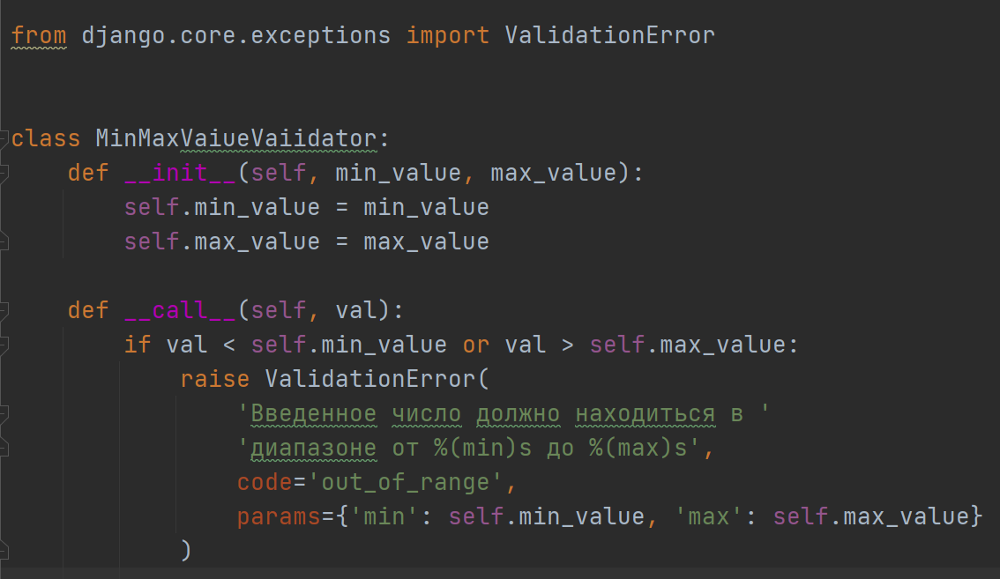 from django.core.exceptions import ValidationError
class MinMaxVaiueVaiidator:
def __init__(self, min_value, max_value):
self.min_value = min_value
self.max_value = max_value
def __call__(self, val):
if val < self.min_value or val > self.max_value:
raise ValidationError(
'Введенное число должно находиться в '
'диапазоне от %(min)s до %(max)s',
code='out_of_range',
params={'min': self.min_value, 'max': self.max_value}
)